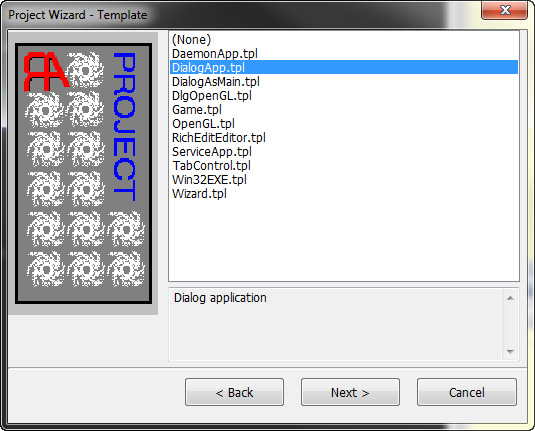 Project Wizard - Template
(None)
DaemonApp.tpl
DialogApp.tpl
DialogAsMain.tpl
DlgOpenGL.tpl
Game.tpl
OpenGL.tpl
RichEditEditor.tpl
ServiceApp.tpl
TabControl.tpl
Win32EXE.tpl
Wizard.tpl
PROJECT
Dialog application
< Back
Next >
Cancel